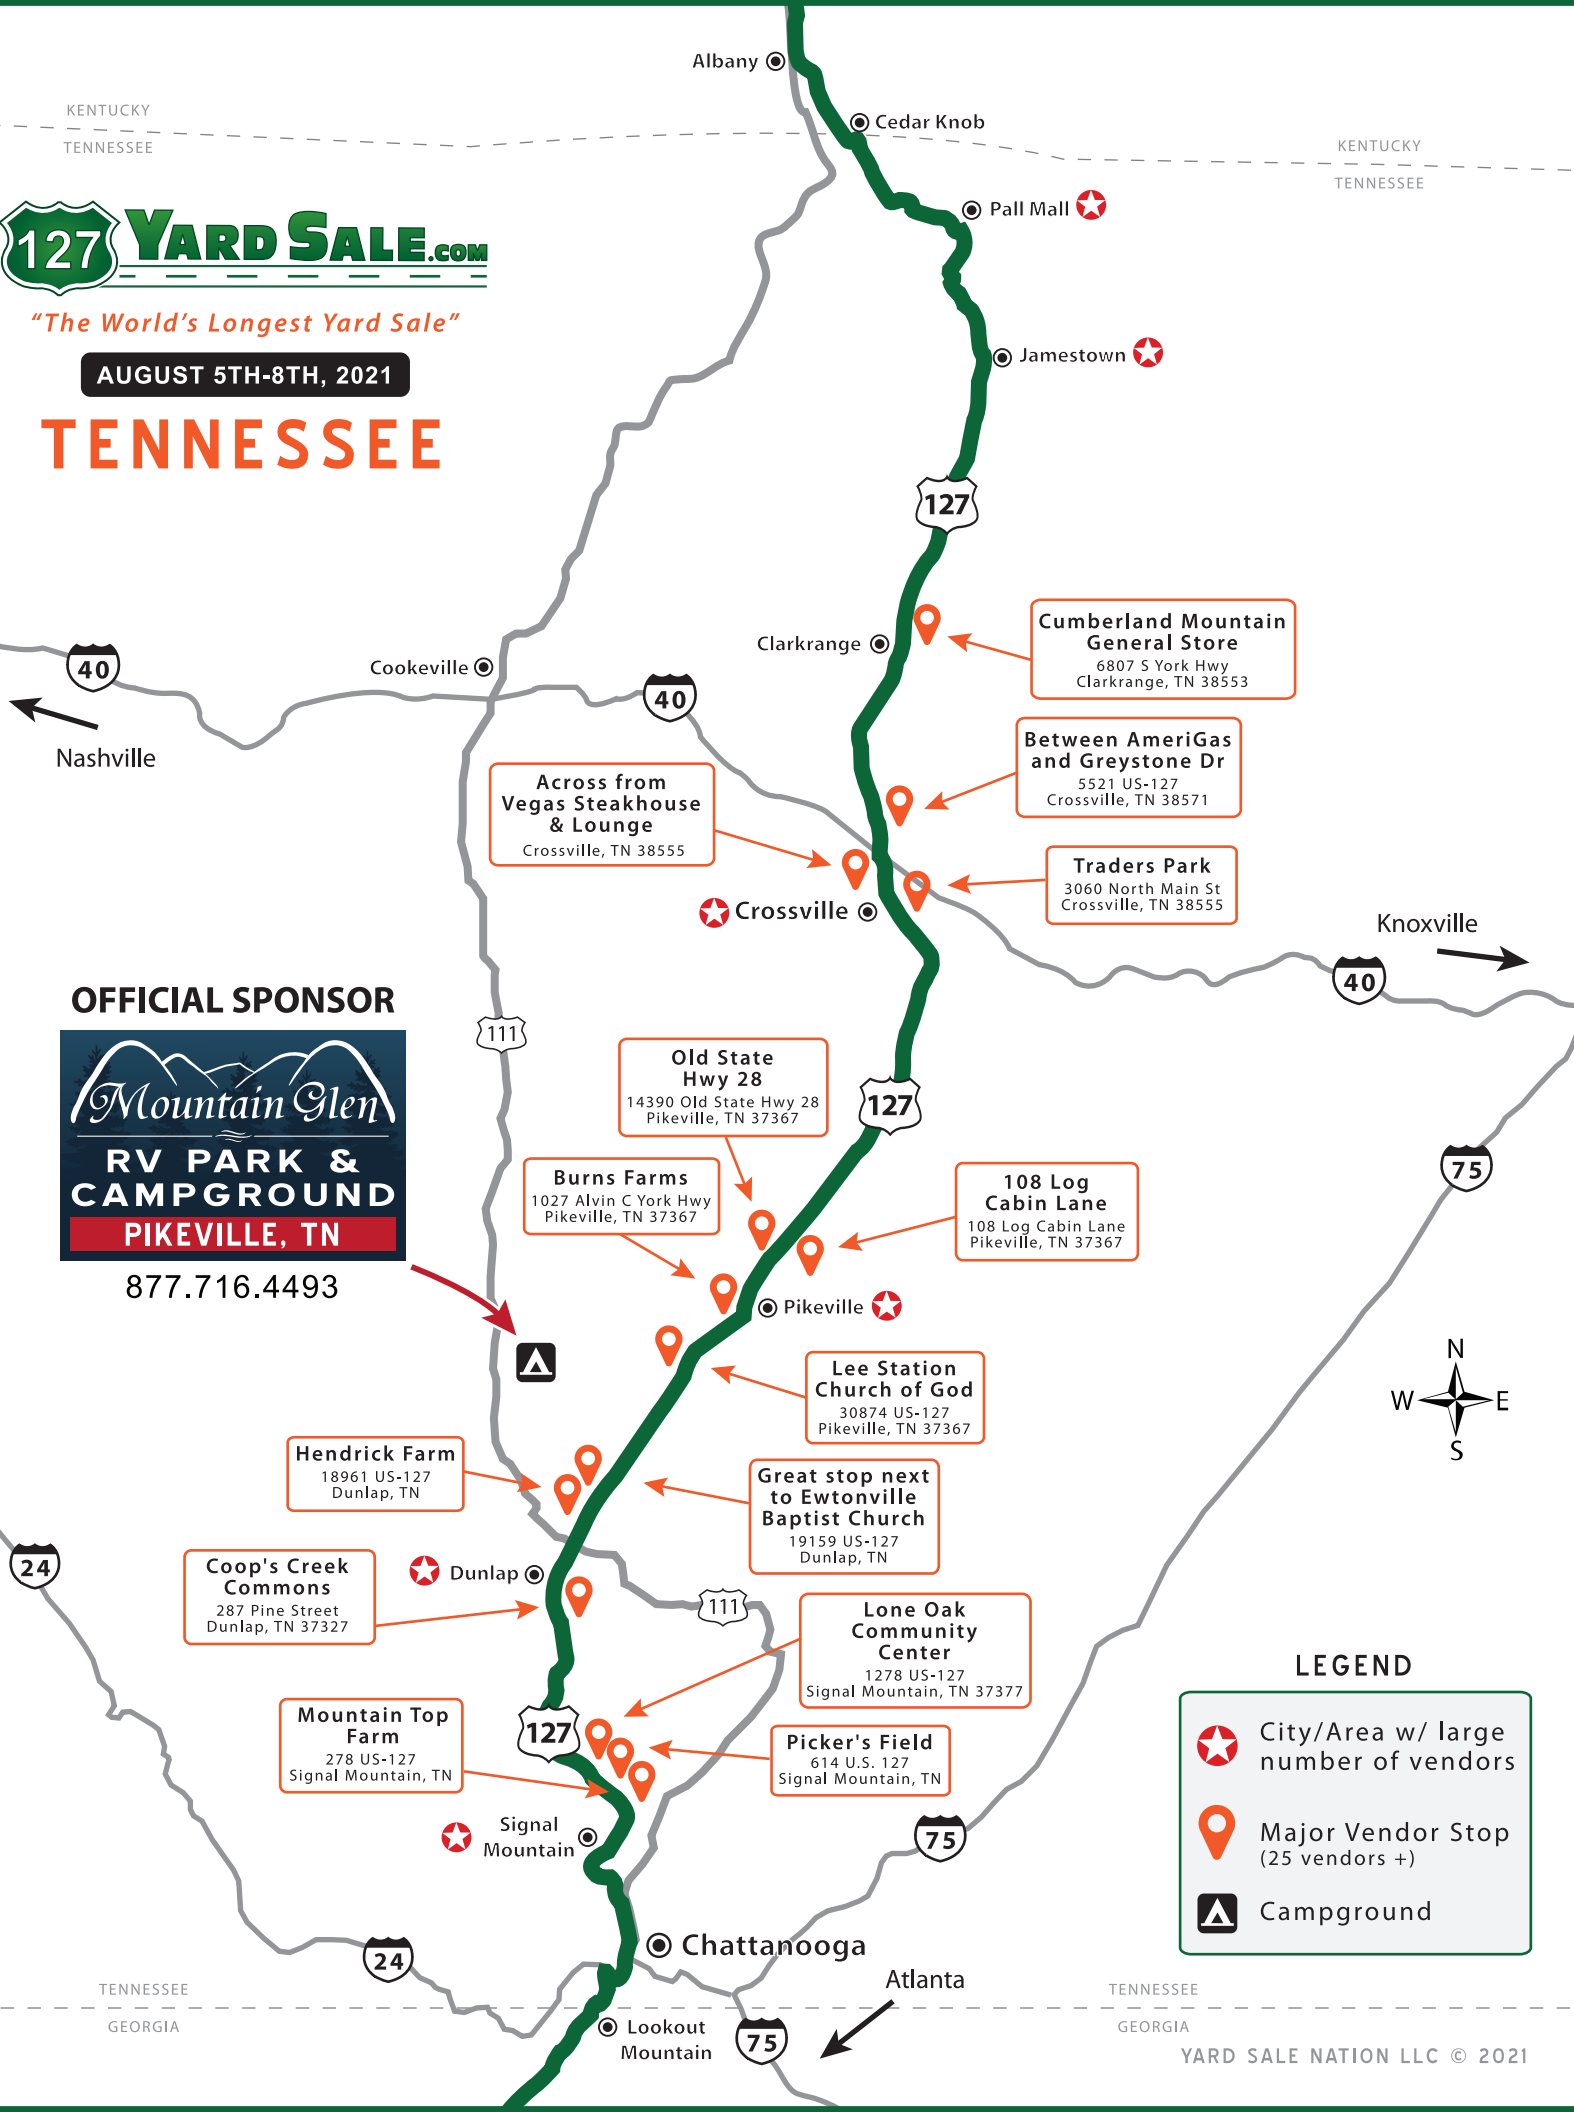 Albany
Cedar Knob
KENTUCKY
TENNESSEE
KENTUCKY
TENNESSEE
Pall Mall
127 YARD SALE.COM
“The World’s Longest Yard Sale”
AUGUST 5TH-8TH, 2021
TENNESSEE
Jamestown
127
Cumberland Mountain
General Store
6807 S York Hwy
Clarkrange, TN 38553
Clarkrange
Cookeville
40
40
Nashville
Between AmeriGas
and Greystone Dr
5521 US-127
Crossville, TN 38571
Across from
Vegas Steakhouse
& Lounge
Crossville, TN 38555
Traders Park
3060 North Main St
Crossville, TN 38555
Crossville
Knoxville
40
OFFICIAL SPONSOR
Mountain Glen
RV PARK &
CAMPGROUND
PIKEVILLE, TN
877.716.4493
111
Old State
Hwy 28
14390 Old State Hwy 28
Pikeville, TN 37367
127
Burns Farms
1027 Alvin C York Hwy
Pikeville, TN 37367
108 Log
Cabin Lane
108 Log Cabin Lane
Pikeville, TN 37367
75
Pikeville
Lee Station
Church of God
30874 US-127
Pikeville, TN 37367
N
W E
S
Hendrick Farm
18961 US-127
Dunlap, TN
Great stop next
to Ewtonville
Baptist Church
19159 US-127
Dunlap, TN
24
Dunlap
Coop's Creek
Commons
287 Pine Street
Dunlap, TN 37327
111
Lone Oak
Community
Center
1278 US-127
Signal Mountain, TN 37377
Mountain Top
Farm
278 US-127
Signal Mountain, TN
127
Picker's Field
614 U.S. 127
Signal Mountain, TN
Signal
Mountain
75
LEGEND
City/Area w/ large
number of vendors
Major Vendor Stop
(25 vendors +)
Campground
24
Chattanooga
Atlanta
TENNESSEE
GEORGIA
TENNESSEE
GEORGIA
Lookout
Mountain
75
YARD SALE NATION LLC © 2021